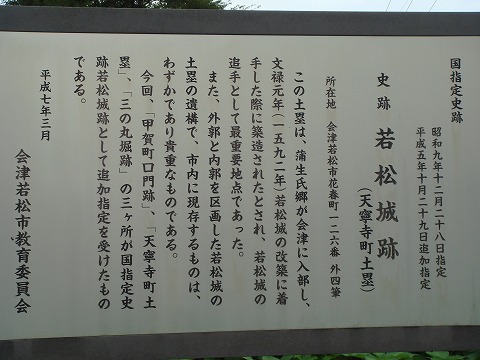 国指定史跡
昭和九年十二月二十八日指定
平成五年十月二十九日追加指定
史跡 若松城跡
(天寧寺町土塁)
所在地 会津若松市花春町一二六番 外四筆
この土塁は、蒲生氏郷が会津に入部し、
文禄元年(一五九二年)若松城の改築に着
手した際に築造されたとされ、若松城の
追手として最重要地点であった。
また、外郭と内郭を区画した若松城の
土塁の遺構で、市内に現存するものは、
わずかであり貴重なものである。
今回、「甲賀町口門跡」、「天寧寺町土
塁」、「三の丸堀跡」の三ヶ所が国指定史
跡若松城跡として追加指定を受けたもの
である。
平成七年三月
会津若松市教育委員会